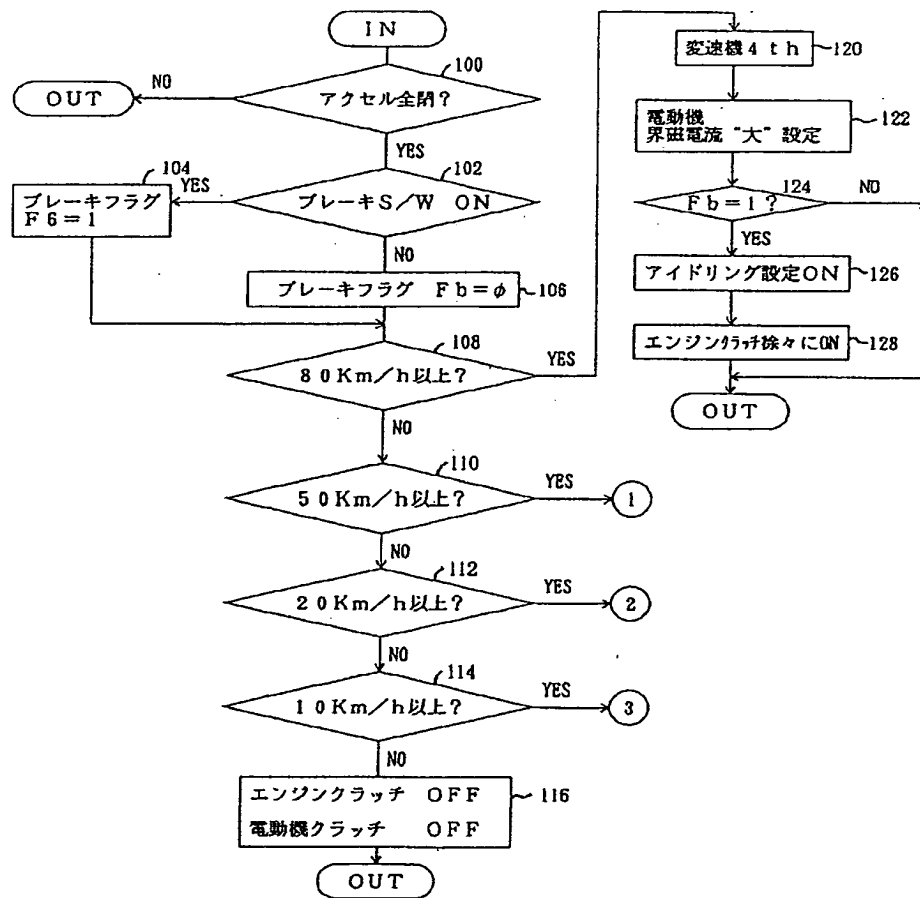 IN
100
アクセル全閉?
NO
OUT
YES
102
ブレーキS/W ON
YES
104
ブレーキフラグ
F6=1
NO
ブレーキフラグ Fb=φ
106
108
80Km/h以上?
YES
NO
110
50Km/h以上?
YES
1
NO
112
20Km/h以上?
YES
2
NO
114
10Km/h以上?
YES
3
NO
エンジンクラッチ OFF
電動機クラッチ OFF
116
OUT
変速機4th
120
電動機
界磁電流“大”設定
122
124
Fb=1?
NO
YES
アイドリング設定ON
126
エンジンクラッチ徐々にON
128
OUT